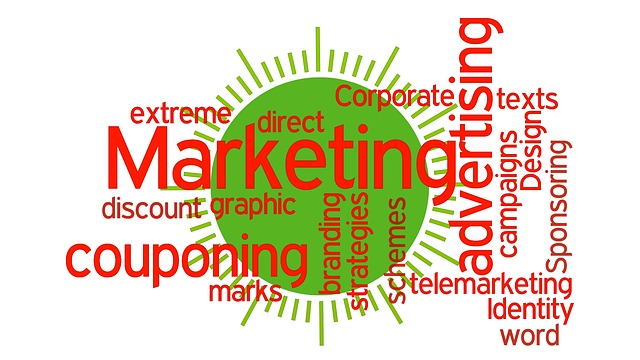 advertising
Corporate
texts
extreme
direct
Marketing
Design
campaigns
Sponsoring
discount
graphic
branding
strategies
schemes
couponing
telemarketing
marks
Identity
word